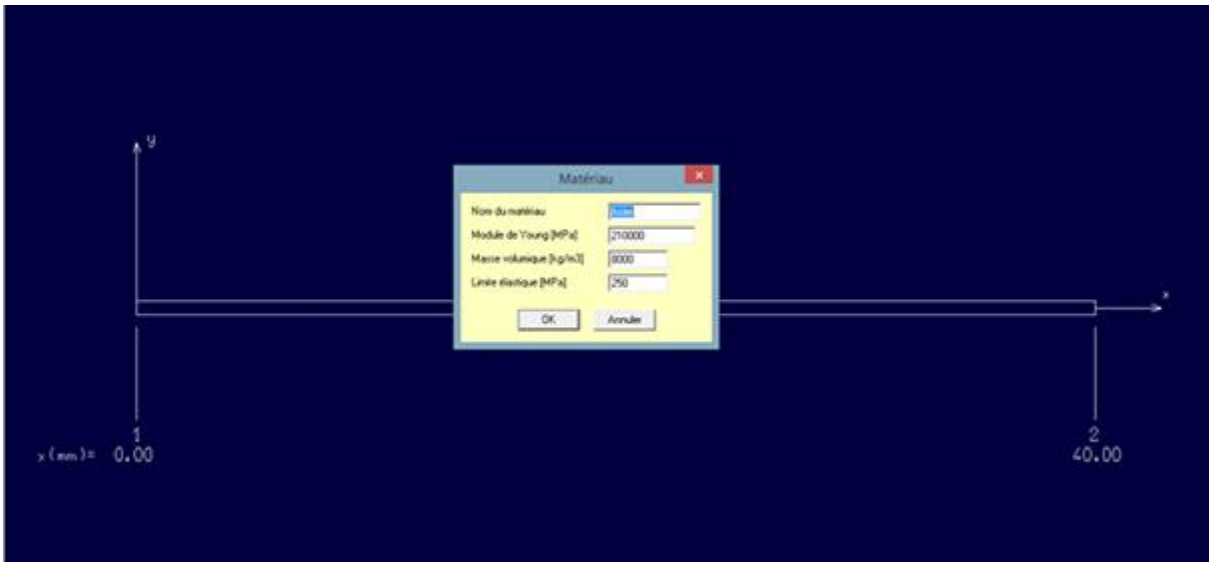 y
Matériau
Nom du matériau Acier
Module de Young [MPa] 210000
Masse volumique [kg/m3] 8000
Limite élastique [MPa] 250
OK Annuler
x
1 2
x(mm)= 0.00 40.00